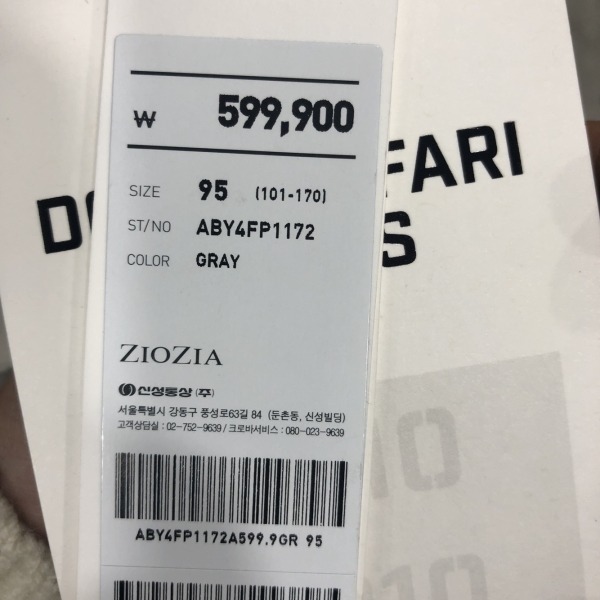 ₩ 599,900
SIZE 95 (101-170)
ST/NO ABY4FP1172
COLOR GRAY
ZIOZIA
신성통상 (주)
서울특별시 강동구 풍성로63길 84 (둔촌동, 신성빌딩)
고객상담실 : 02-752-9639 / 크로바서비스 : 080-023-9639
ABY4FP1172A599.9GR 95